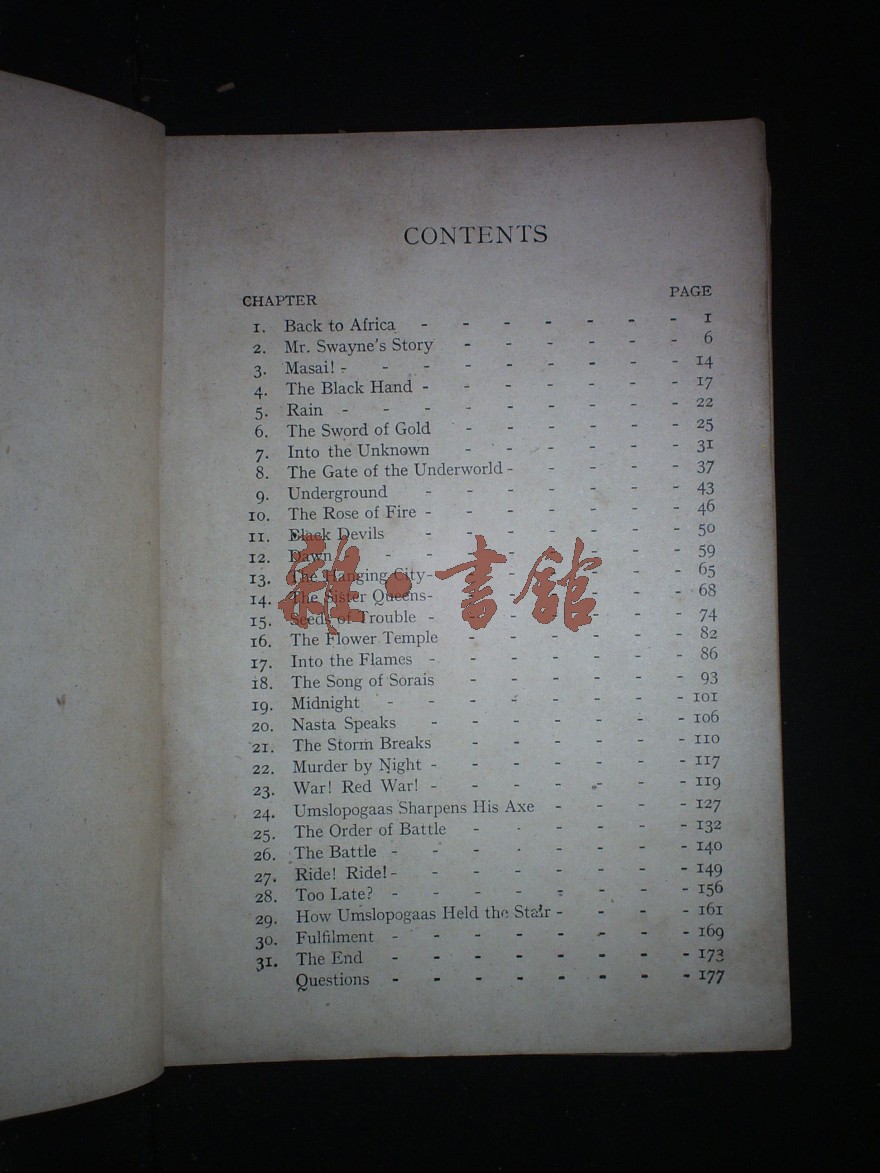 CONTENTS
CHAPTER PAGE
1. Back to Africa - - - - - - - 1
2. Mr. Swayne's Story - - - - - - 6
3. Masai! - - - - - - - - - 14
4. The Black Hand - - - - - - - 17
5. Rain - - - - - - - - - 22
6. The Sword of Gold - - - - - - 25
7. Into the Unknown - - - - - - 31
8. The Gate of the Underworld - - - - - 37
9. Underground - - - - - - - 43
10. The Rose of Fire - - - - - - - 46
11. Black Devils - - - - - - - 50
12. Dawn - - - - - - - - 59
13. The Hanging City - - - - - - - 65
14. The Sister Queens - - - - - - - 68
15. Seeds of Trouble - - - - - - - 74
16. The Flower Temple - - - - - - 82
17. Into the Flames - - - - - - - 86
18. The Song of Sorais - - - - - - 93
19. Midnight - - - - - - - - 101
20. Nasta Speaks - - - - - - - 106
21. The Storm Breaks - - - - - - 110
22. Murder by Night - - - - - - - 117
23. War! Red War! - - - - - - - 119
24. Umslopogaas Sharpens His Axe - - - - 127
25. The Order of Battle - - - - - - 132
26. The Battle - - - - - - - - 140
27. Ride! Ride! - - - - - - - - 149
28. Too Late? - - - - - - - - 156
29. How Umslopogaas Held the Stair - - - - 161
30. Fulfilment - - - - - - - - 169
31. The End - - - - - - - - 173
Questions - - - - - - - - 177
雜·書館